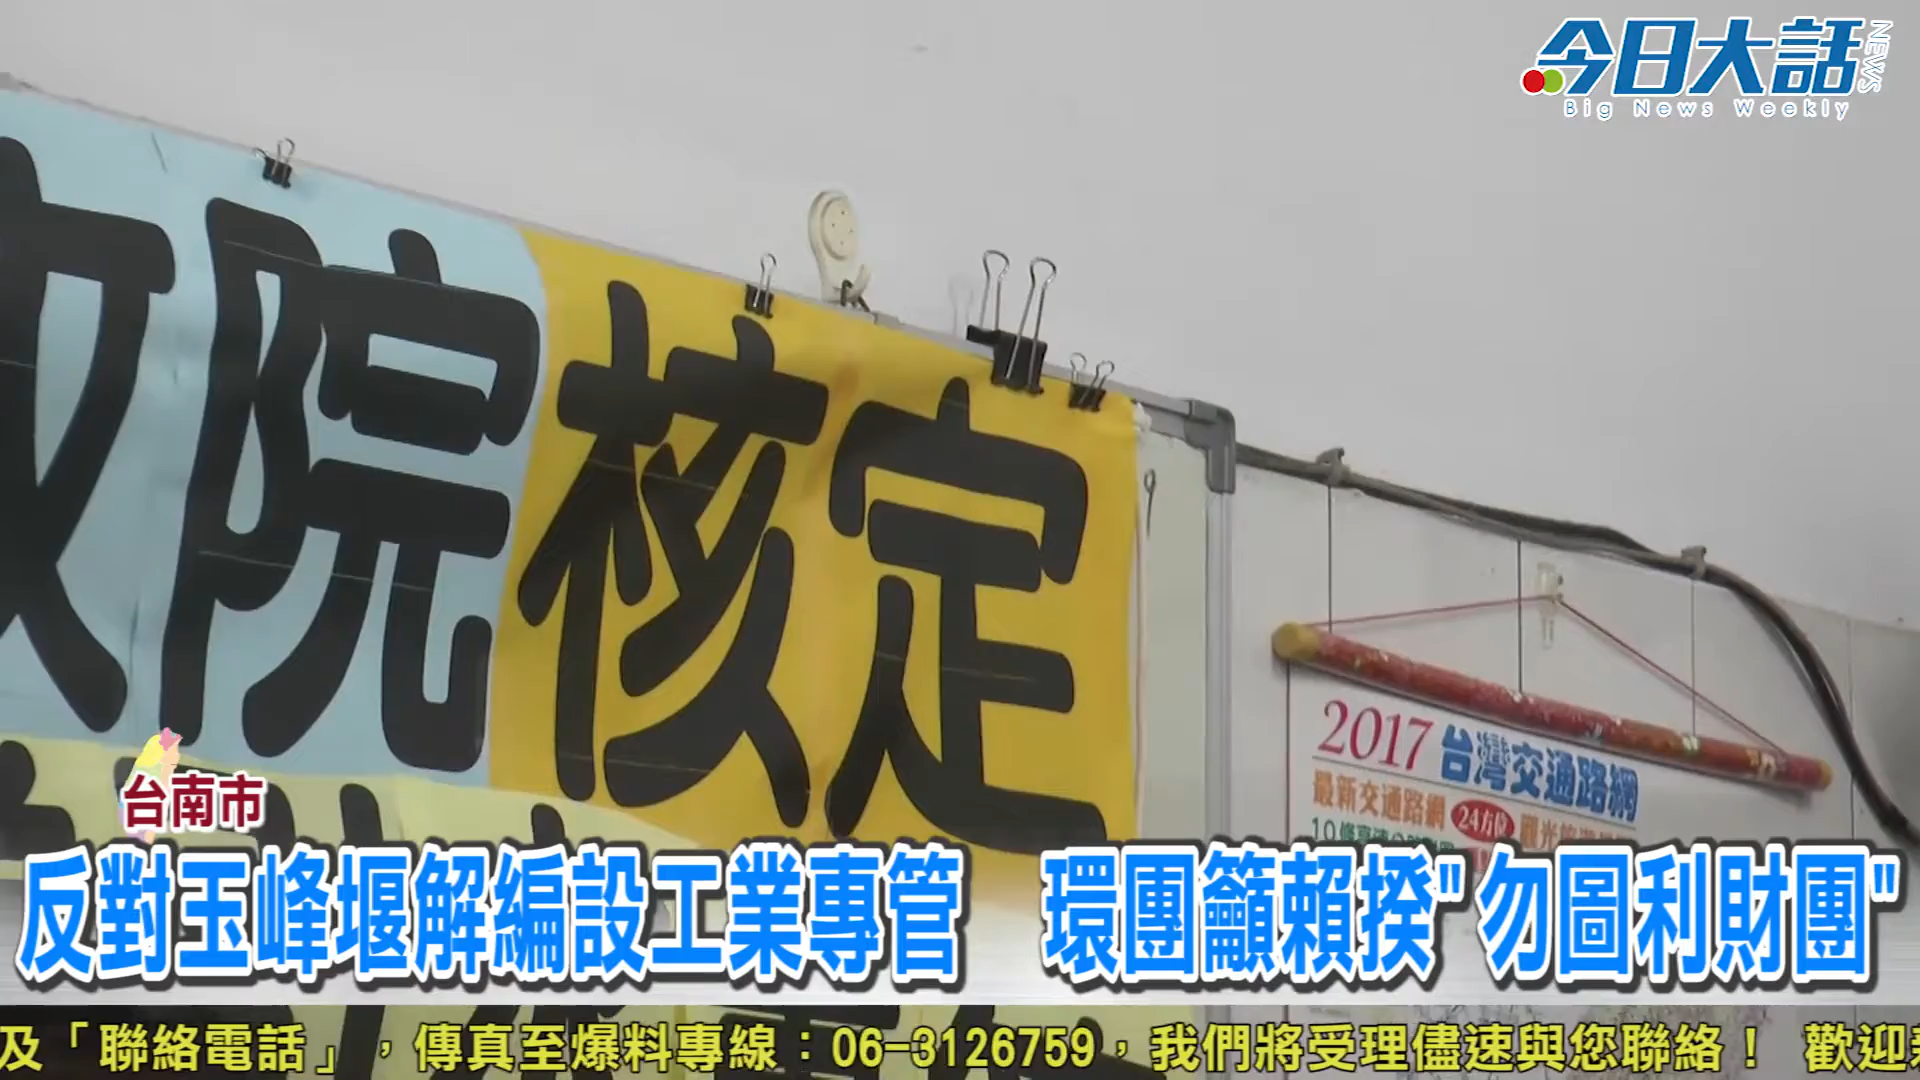 今日大話
NEWS
Big News Weekly
院核定
2017 台灣交通路網
最新交通路網 24方位 觀光旅遊
台南市
反對玉峰堰解編設工業專管 環團籲賴揆"勿圖利財團"
及「聯絡電話」，傳真至爆料專線：06-3126759，我們將受理儘速與您聯絡！ 歡迎